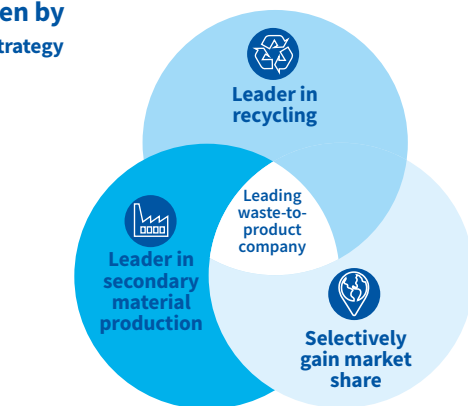 en by
trategy
Leader in
recycling
Leading
waste-to-
product
company
Leader in
secondary
material
production
Selectively
gain market
share